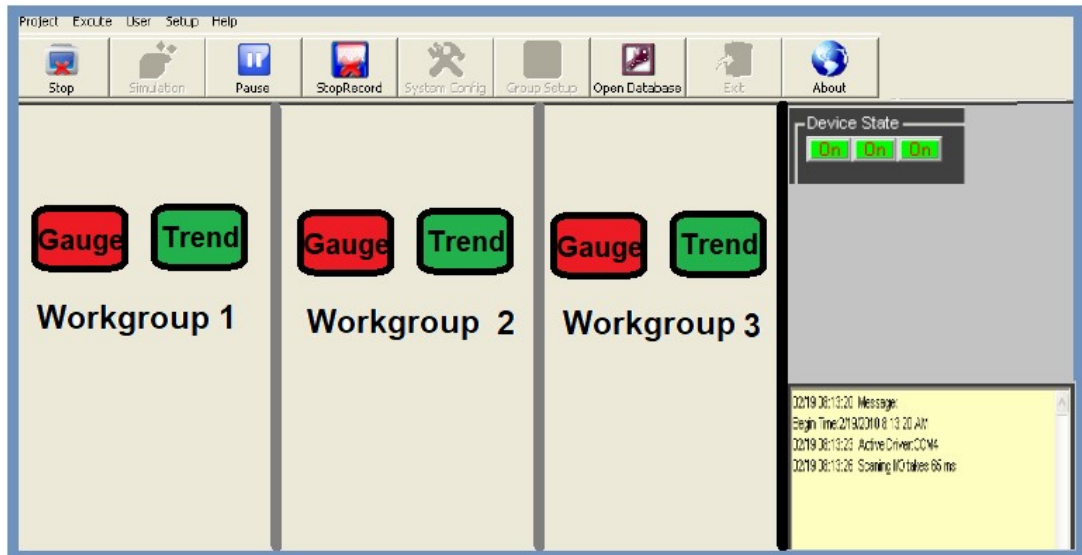 Project Excute User Setup Help
Stop Simulation Pause StopRecord System Config Group Setup Open Database Exit About
Device State
On On On
Gauge Trend Gauge Trend Gauge Trend
Workgroup 1 Workgroup 2 Workgroup 3
02/19 08:13:20 Message:
Begin Time:2/19/2010 8:13:20 AM
02/19 08:13:23 Active Driver:COM4
02/19 08:13:26 Scaning I/O takes 65 ms